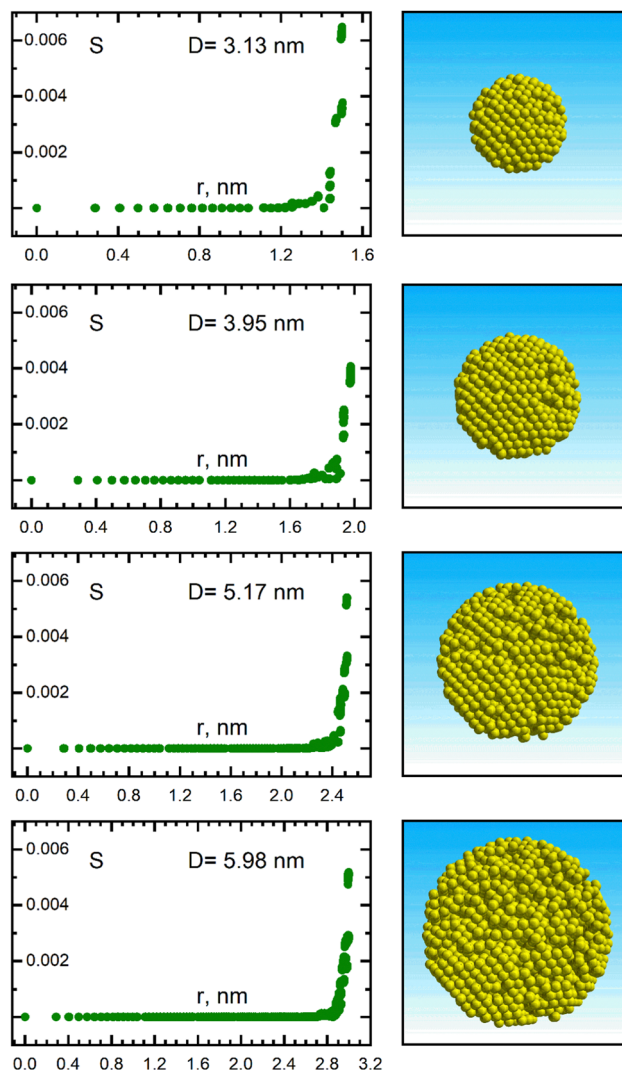 0.006
S D= 3.13 nm
0.004
0.002
r, nm
0.0 0.4 0.8 1.2 1.6
0.006
S D= 3.95 nm
0.004
0.002
r, nm
0.0 0.4 0.8 1.2 1.6 2.0
0.006
S D= 5.17 nm
0.004
0.002
r, nm
0.0 0.4 0.8 1.2 1.6 2.0 2.4
0.006
S D= 5.98 nm
0.004
0.002
r, nm
0.0 0.4 0.8 1.2 1.6 2.0 2.4 2.8 3.2